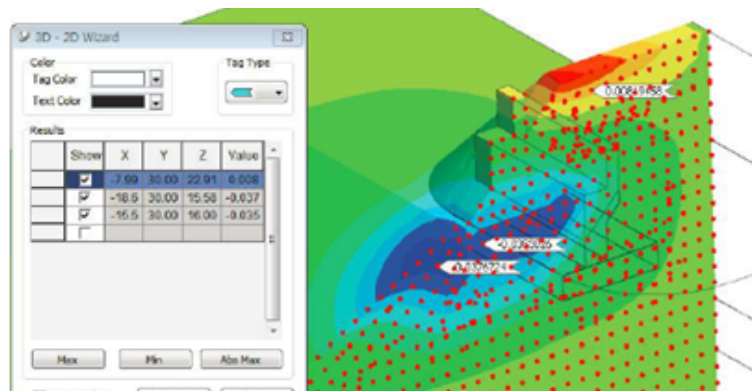 3D - 2D Wizard
Color
Tag Color
Text Color
Tag Type
Results
Show X Y Z Value
-7.99 30.00 22.91 0.008
-18.6 30.00 15.58 -0.037
-15.5 30.00 16.00 -0.035
Max Min Abs Max